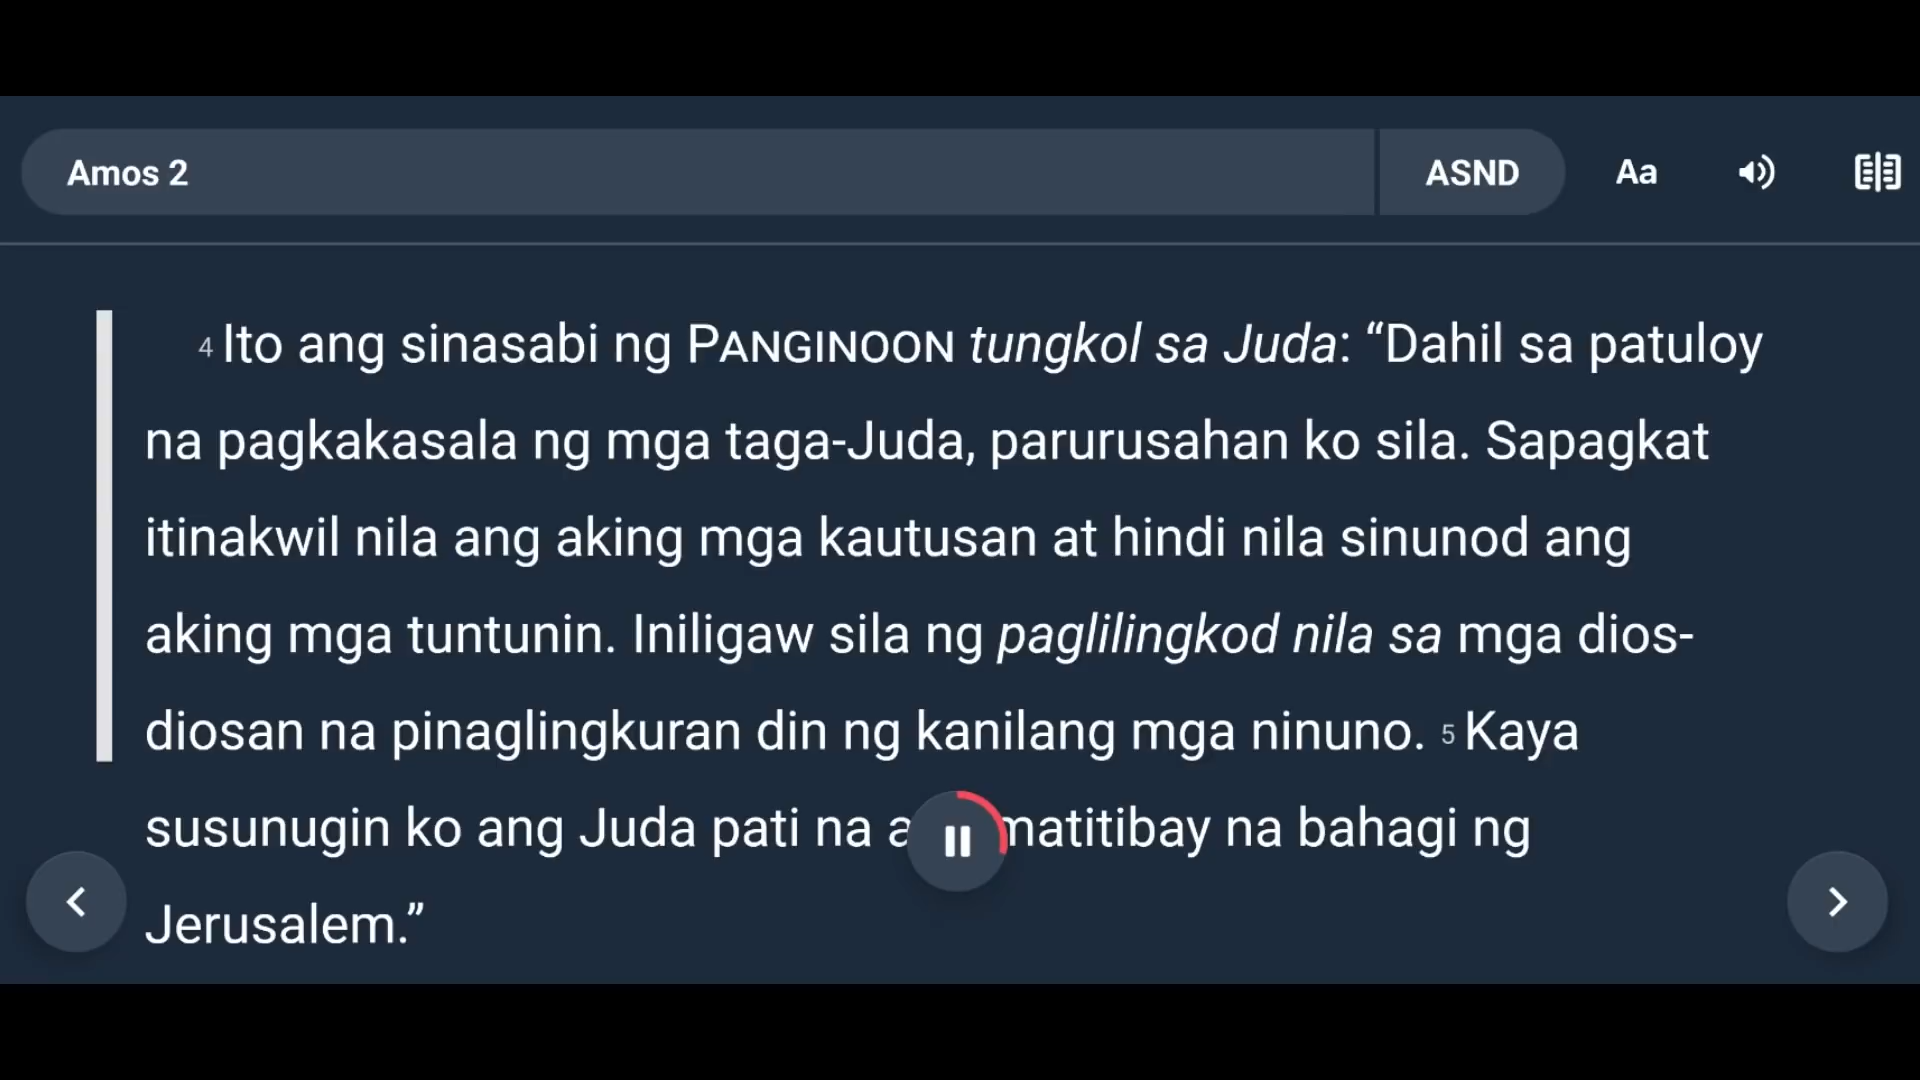 Amos 2
ASND
Aa
4 Ito ang sinasabi ng PANGINOON tungkol sa Juda: “Dahil sa patuloy
na pagkakasala ng mga taga-Juda, parurusahan ko sila. Sapagkat
itinakwil nila ang aking mga kautusan at hindi nila sinunod ang
aking mga tuntunin. Iniligaw sila ng paglilingkod nila sa mga dios-
diosan na pinaglingkuran din ng kanilang mga ninuno. 5 Kaya
susunugin ko ang Juda pati na matitibay na bahagi ng
Jerusalem.”